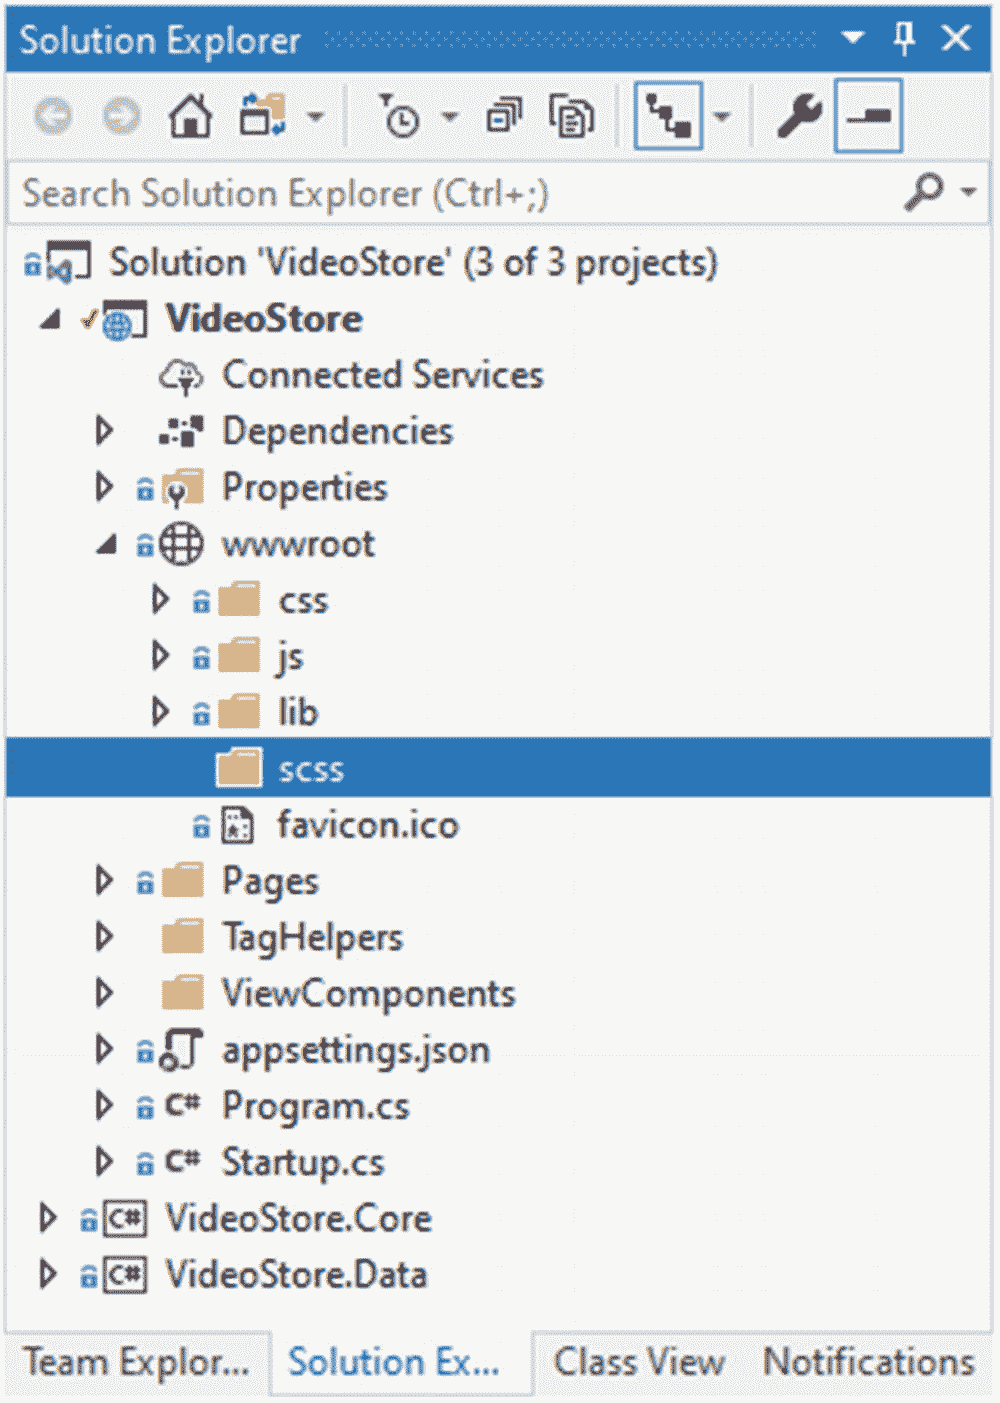 Solution Explorer
Search Solution Explorer (Ctrl+;)
Solution 'VideoStore' (3 of 3 projects)
VideoStore
Connected Services
Dependencies
Properties
wwwroot
css
js
lib
scss
favicon.ico
Pages
TagHelpers
ViewComponents
appsettings.json
C# Program.cs
C# Startup.cs
C# VideoStore.Core
C# VideoStore.Data
Team Explor... Solution Ex... Class View Notifications